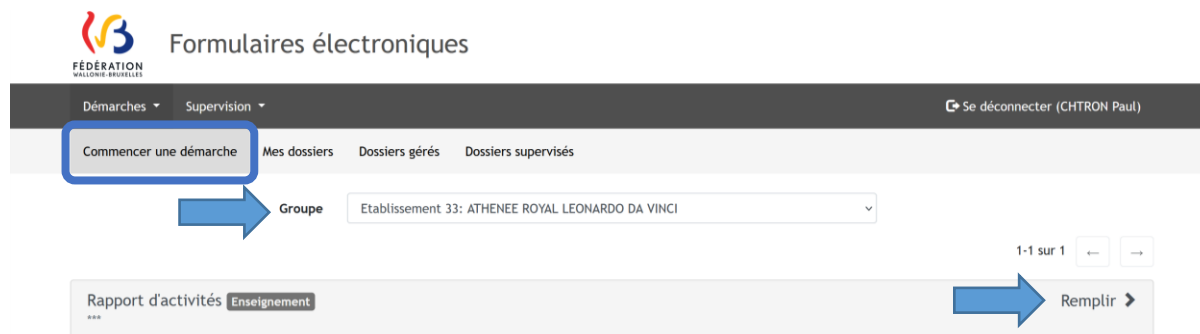 Formulaires électroniques
FÉDÉRATION
WALLONIE-BRUXELLES
Démarches Supervision Se déconnecter (CHTRON Paul)
Commencer une démarche Mes dossiers Dossiers gérés Dossiers supervisés
Groupe Etablissement 33: ATHENEE ROYAL LEONARDO DA VINCI
1-1 sur 1 ← →
Rapport d'activités Enseignement Remplir
***